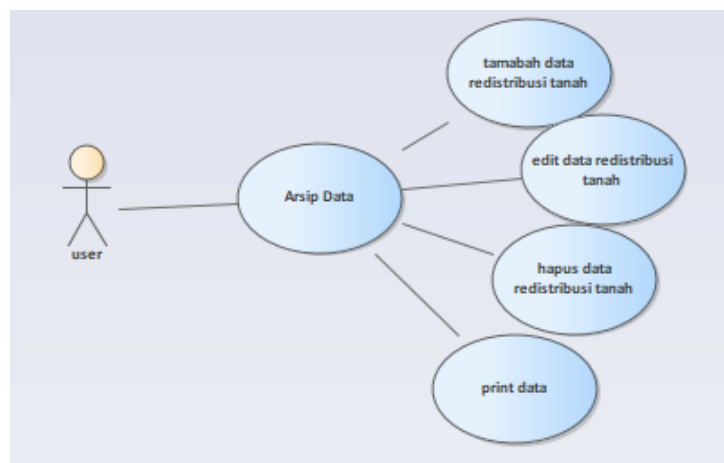 tamabah data
redistribusi tanah
edit data redistribusi
tanah
Arsip Data
user
hapus data
redistribusi tanah
print data